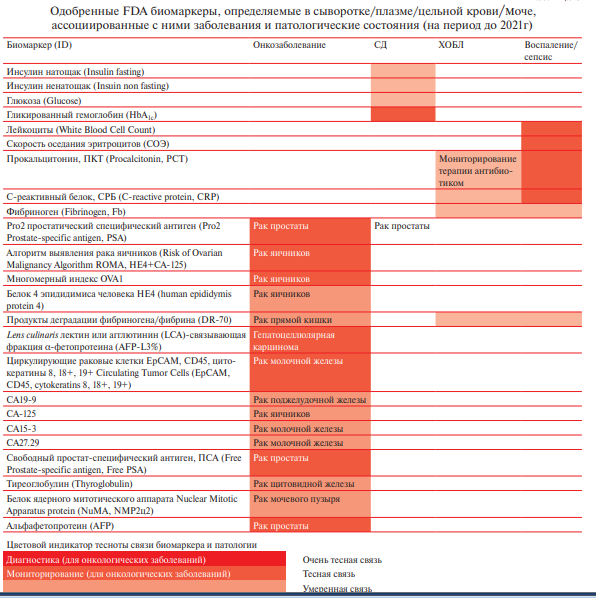 Одобренные FDA биомаркеры, определяемые в сыворотке/плазме/цельной крови/Моче,
ассоциированные с ними заболевания и патологические состояния (на период до 2021г)
Биомаркер (ID) Онкозаболевание СД ХОБЛ Воспаление/
сепсис
Инсулин натощак (Insulin fasting)
Инсулин ненатощак (Insuin non fasting)
Глюкоза (Glucose)
Гликированный гемоглобин (HbA1c)
Лейкоциты (White Blood Cell Count)
Скорость оседания эритроцитов (СОЭ)
Прокальцитонин, ПКТ (Procalcitonin, PCT) Мониторирование
терапии антибио-
тиком
С-реактивный белок, СРБ (C-reactive protein, CRP)
Фибриноген (Fibrinogen, Fb)
Pro2 простатический специфический антиген (Pro2 Рак простаты Рак простаты
Prostate-specific antigen, PSA)
Алгоритм выявления рака яичников (Risk of Ovarian Рак яичников
Malignancy Algorithm ROMA, HE4+CA-125)
Многомерный индекс OVA1 Рак яичников
Белок 4 эпидидимиса человека HE4 (human epididymis Рак яичников
protein 4)
Продукты деградации фибриногена/фибрина (DR-70) Рак прямой кишки
Lens culinaris лектин или агглютинин (LCA)-связывающая Гепатоцеллюлярная
фракция α-фетопротеина (AFP-L3%) карцинома
Циркулирующие раковые клетки EpCAM, CD45, цито- Рак молочной железы
кератины 8, 18+, 19+ Circulating Tumor Cells (EpCAM,
CD45, cytokeratins 8, 18+, 19+)
CA19-9 Рак поджелудочной железы
CA-125 Рак яичников
CA15-3 Рак молочной железы
CA27.29 Рак молочной железы
Свободный простат-специфический антиген, ПСА (Free Рак простаты
Prostate-specific antigen, Free PSA)
Тиреоглобулин (Thyroglobulin) Рак щитовидной железы
Белок ядерного митотического аппарата Nuclear Mitotic Рак мочевого пузыря
Apparatus protein (NuMA, NMP2ц2)
Альфафетопротеин (AFP) Рак простаты
Цветовой индикатор тесноты связи биомаркера и патологии
Диагностика (для онкологических заболеваний) Очень тесная связь
Мониторирование (для онкологических заболеваний) Тесная связь
Умеренная связь